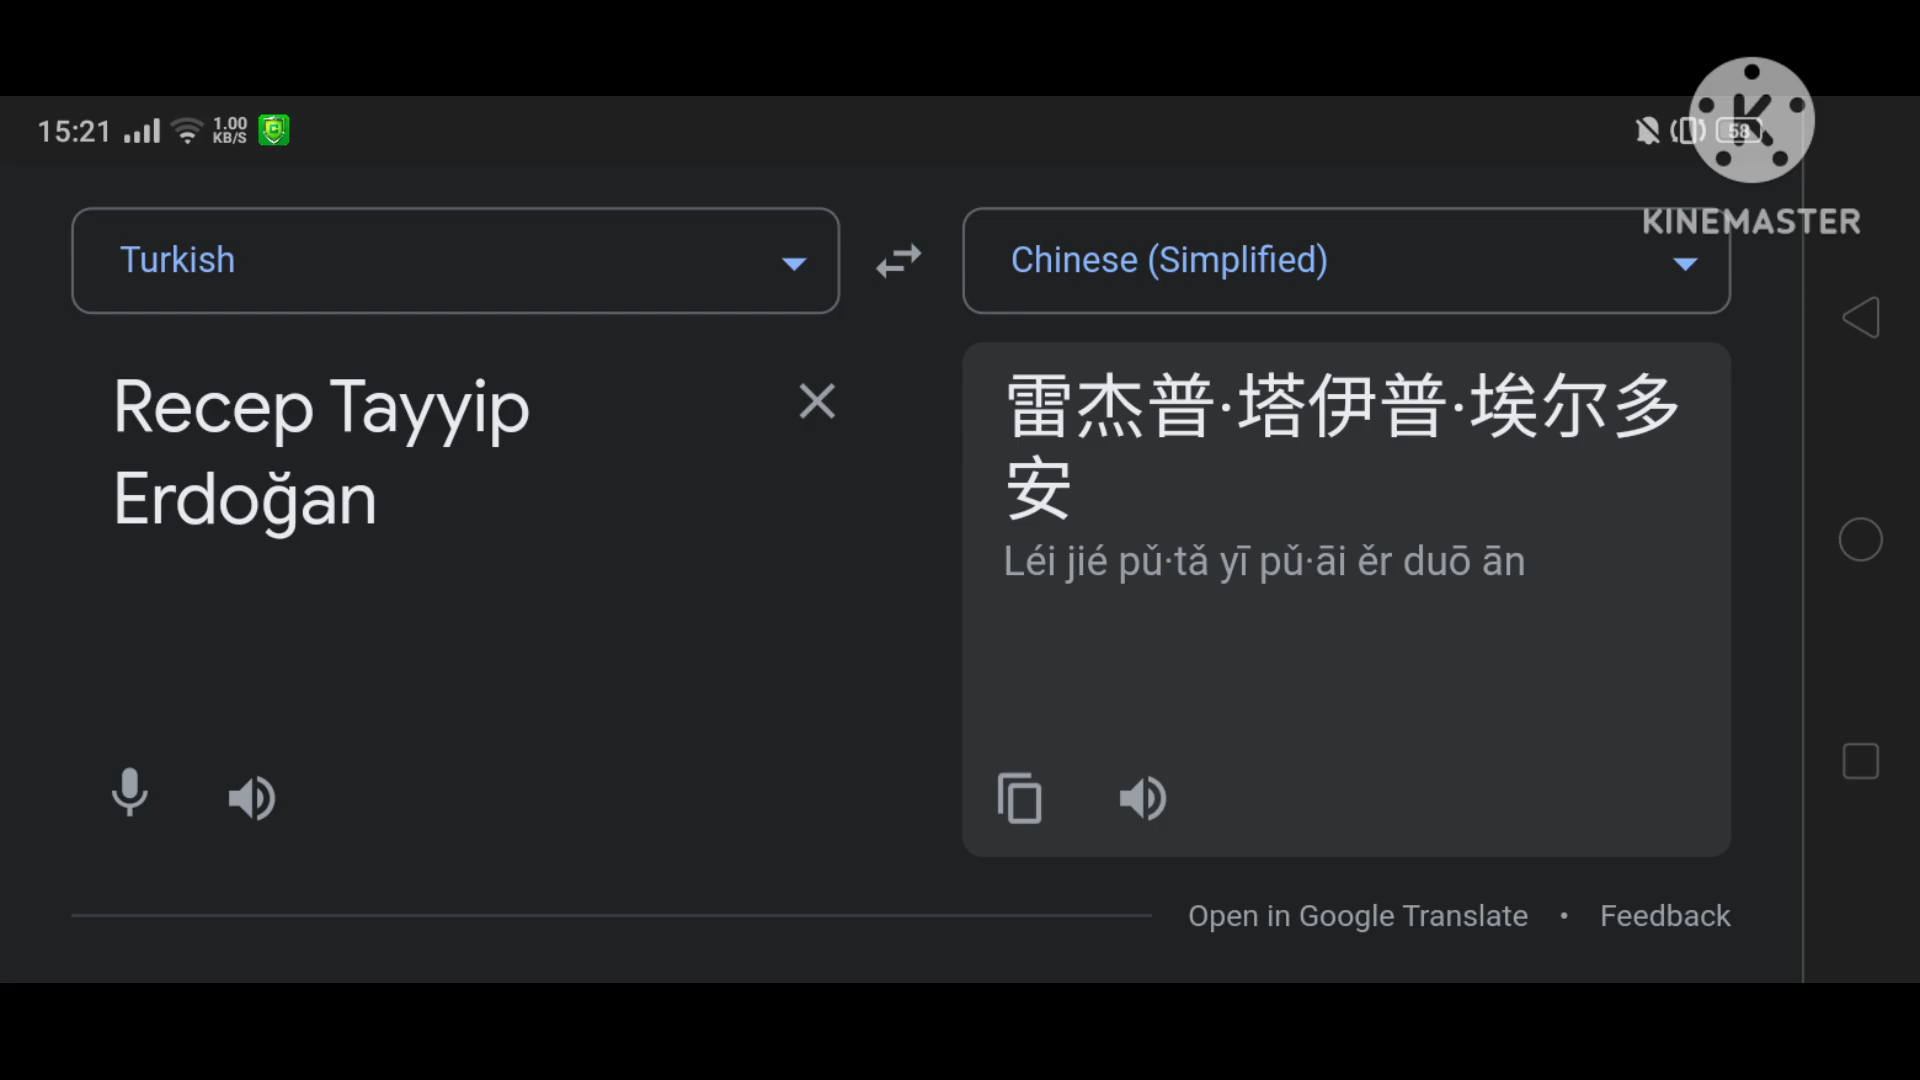 15:21 1.00 KB/S 58
KINEMASTER
Turkish
Chinese (Simplified)
Recep Tayyip
Erdoğan
雷杰普·塔伊普·埃尔多
安
Léi jié pǔ·tǎ yī pǔ·āi ěr duō ān
Open in Google Translate • Feedback